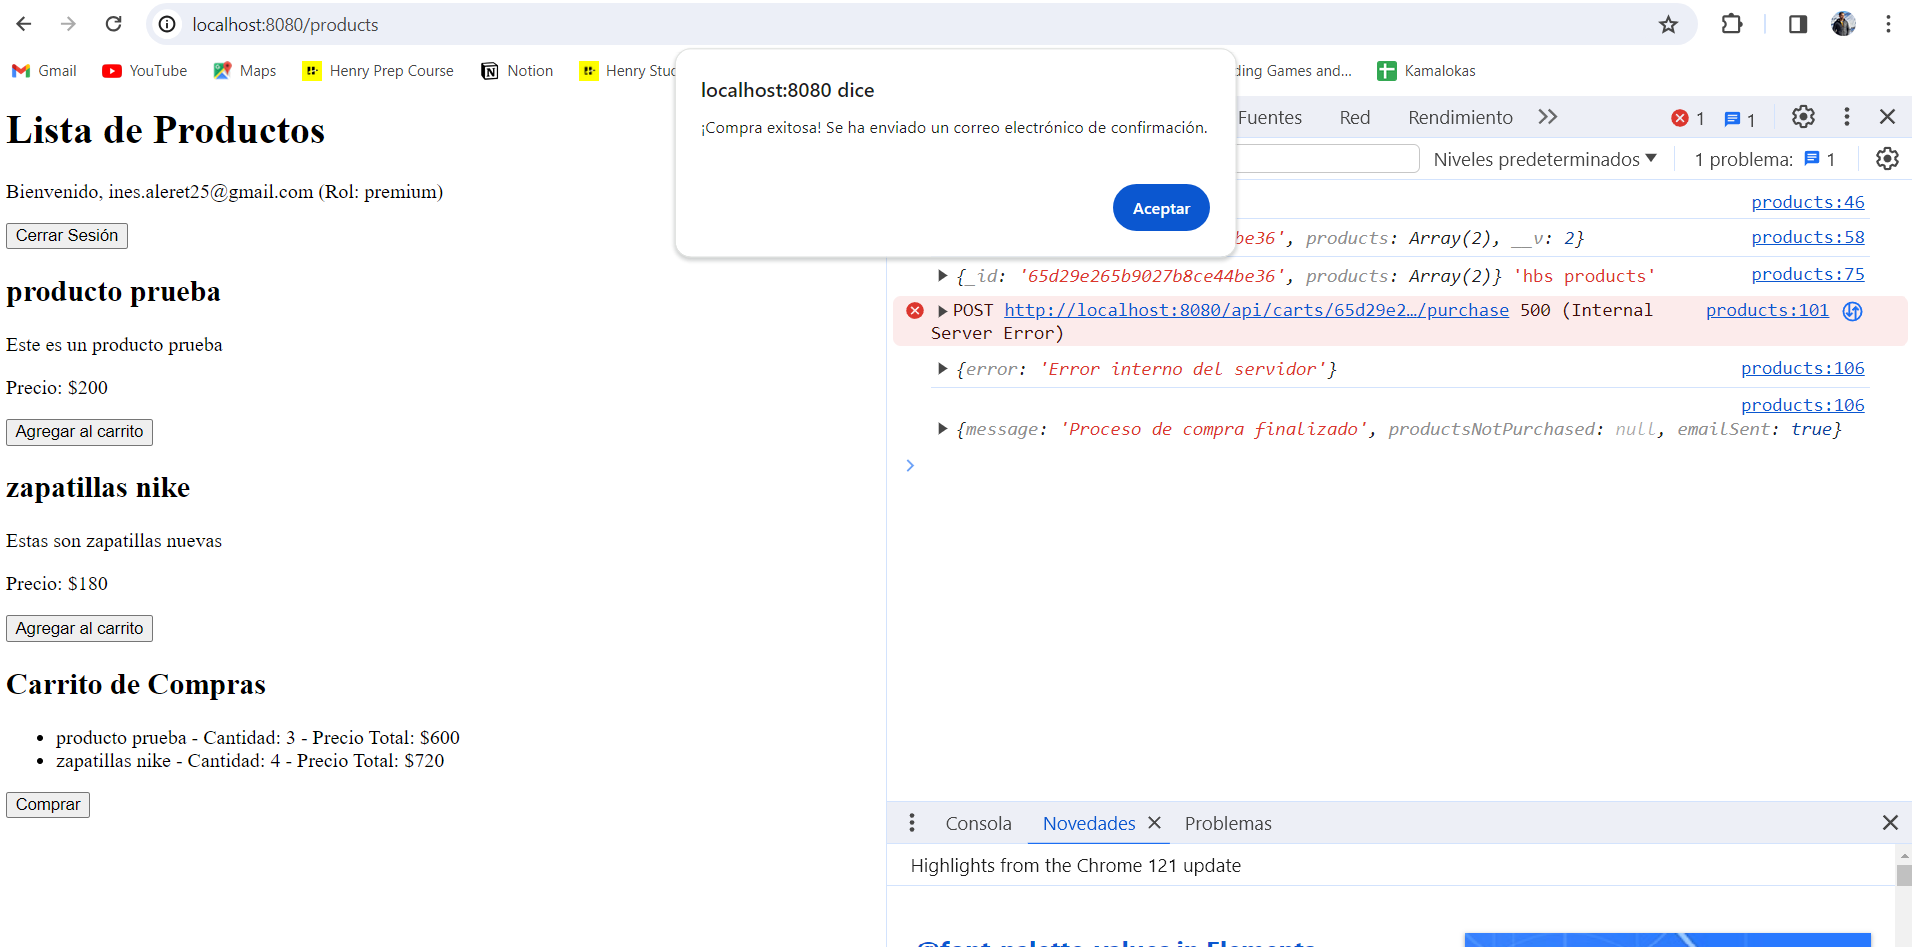 localhost:8080/products
Gmail YouTube Maps Henry Prep Course Notion Henry Stud ding Games and... Kamalokas
localhost:8080 dice
¡Compra exitosa! Se ha enviado un correo electrónico de confirmación.
Aceptar
Lista de Productos
Bienvenido, ines.aleret25@gmail.com (Rol: premium)
Cerrar Sesión
producto prueba
Este es un producto prueba
Precio: $200
Agregar al carrito
zapatillas nike
Estas son zapatillas nuevas
Precio: $180
Agregar al carrito
Carrito de Compras
• producto prueba - Cantidad: 3 - Precio Total: $600
• zapatillas nike - Cantidad: 4 - Precio Total: $720
Comprar
Fuentes Red Rendimiento 1 1
Niveles predeterminados 1 problema: 1
products:46
be36', products: Array(2), __v: 2} products:58
{_id: '65d29e265b9027b8ce44be36', products: Array(2)} 'hbs products' products:75
POST http://localhost:8080/api/carts/65d29e2…/purchase 500 (Internal products:101
Server Error)
{error: 'Error interno del servidor'} products:106
products:106
{message: 'Proceso de compra finalizado', productsNotPurchased: null, emailSent: true}
Consola Novedades Problemas
Highlights from the Chrome 121 update
@font-palette-values in Elements